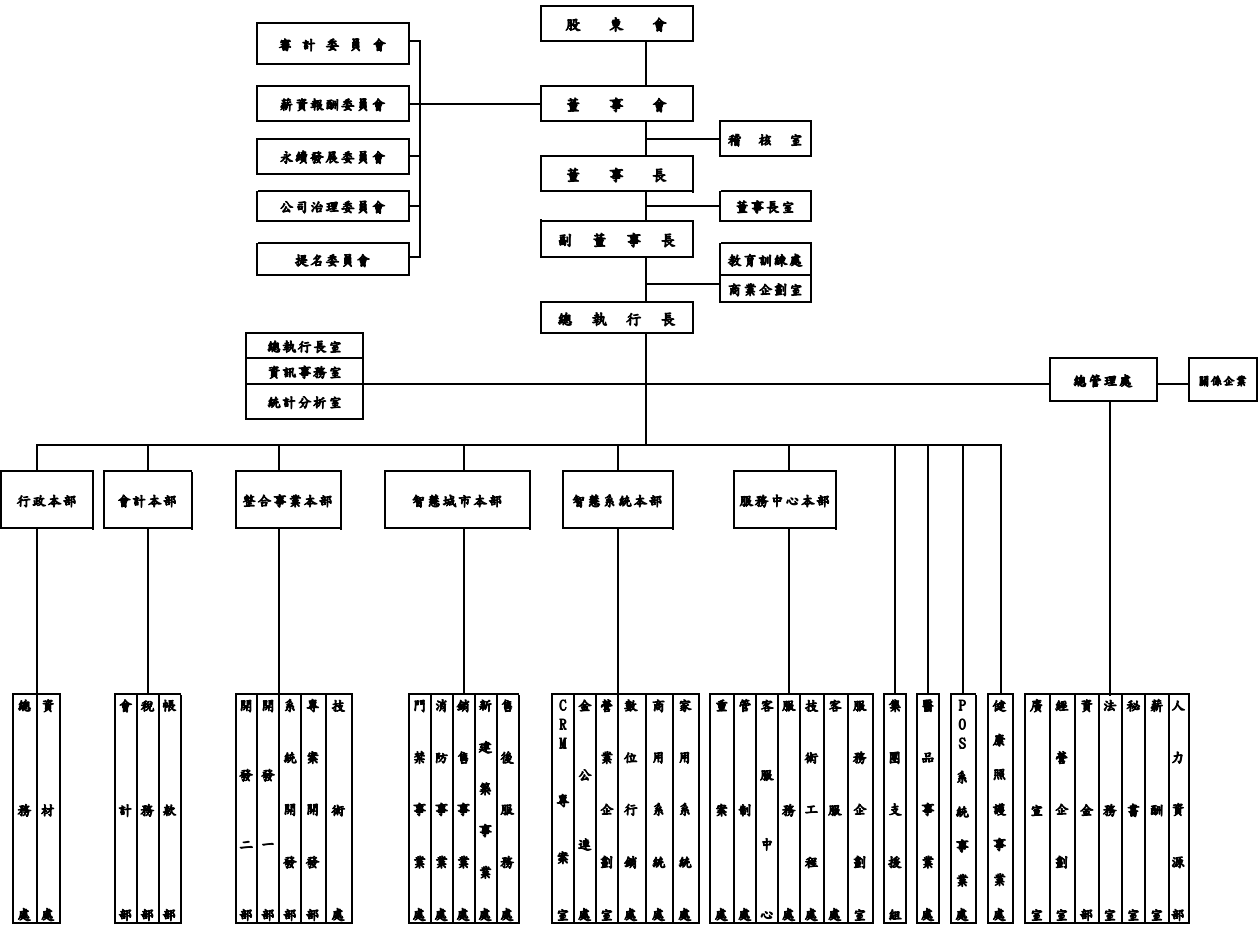 股東會
審計委員會
薪資報酬委員會
董事會
稽核室
永續發展委員會
董事長
公司治理委員會
董事長室
副董事長
提名委員會
教育訓練處
商業企劃室
總執行長
總執行長室
資訊事務室
統計分析室
總管理處
關係企業
行政本部
會計本部
整合事業本部
智慧城市本部
智慧系統本部
服務中心本部
總務處
資材處
會計部
稅務部
帳款部
開發二部
開發一部
系統開發部
專案開發部
技術處
門禁事業處
消防事業處
銷售事業處
新建築事業處
售後服務處
CRM專案室
金公連處
營業企劃室
數位行銷處
商用系統處
家用系統處
重案處
管制處
客服中心
服務處
技術工程處
客服處
服務企劃室
集團支援組
醫品事業處
POS系統事業處
健康照護事業處
廣宣室
經營企劃室
資金部
法務室
秘書室
薪酬室
人力資源部